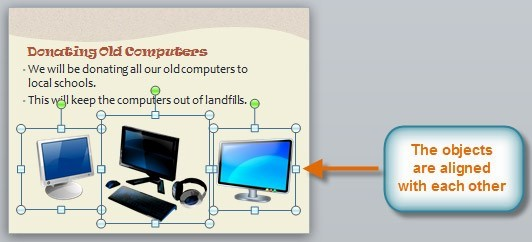 Donating Old Computers
· We will be donating all our old computers to
local schools.
· This will keep the computers out of landfills.
The objects
are aligned
with each other